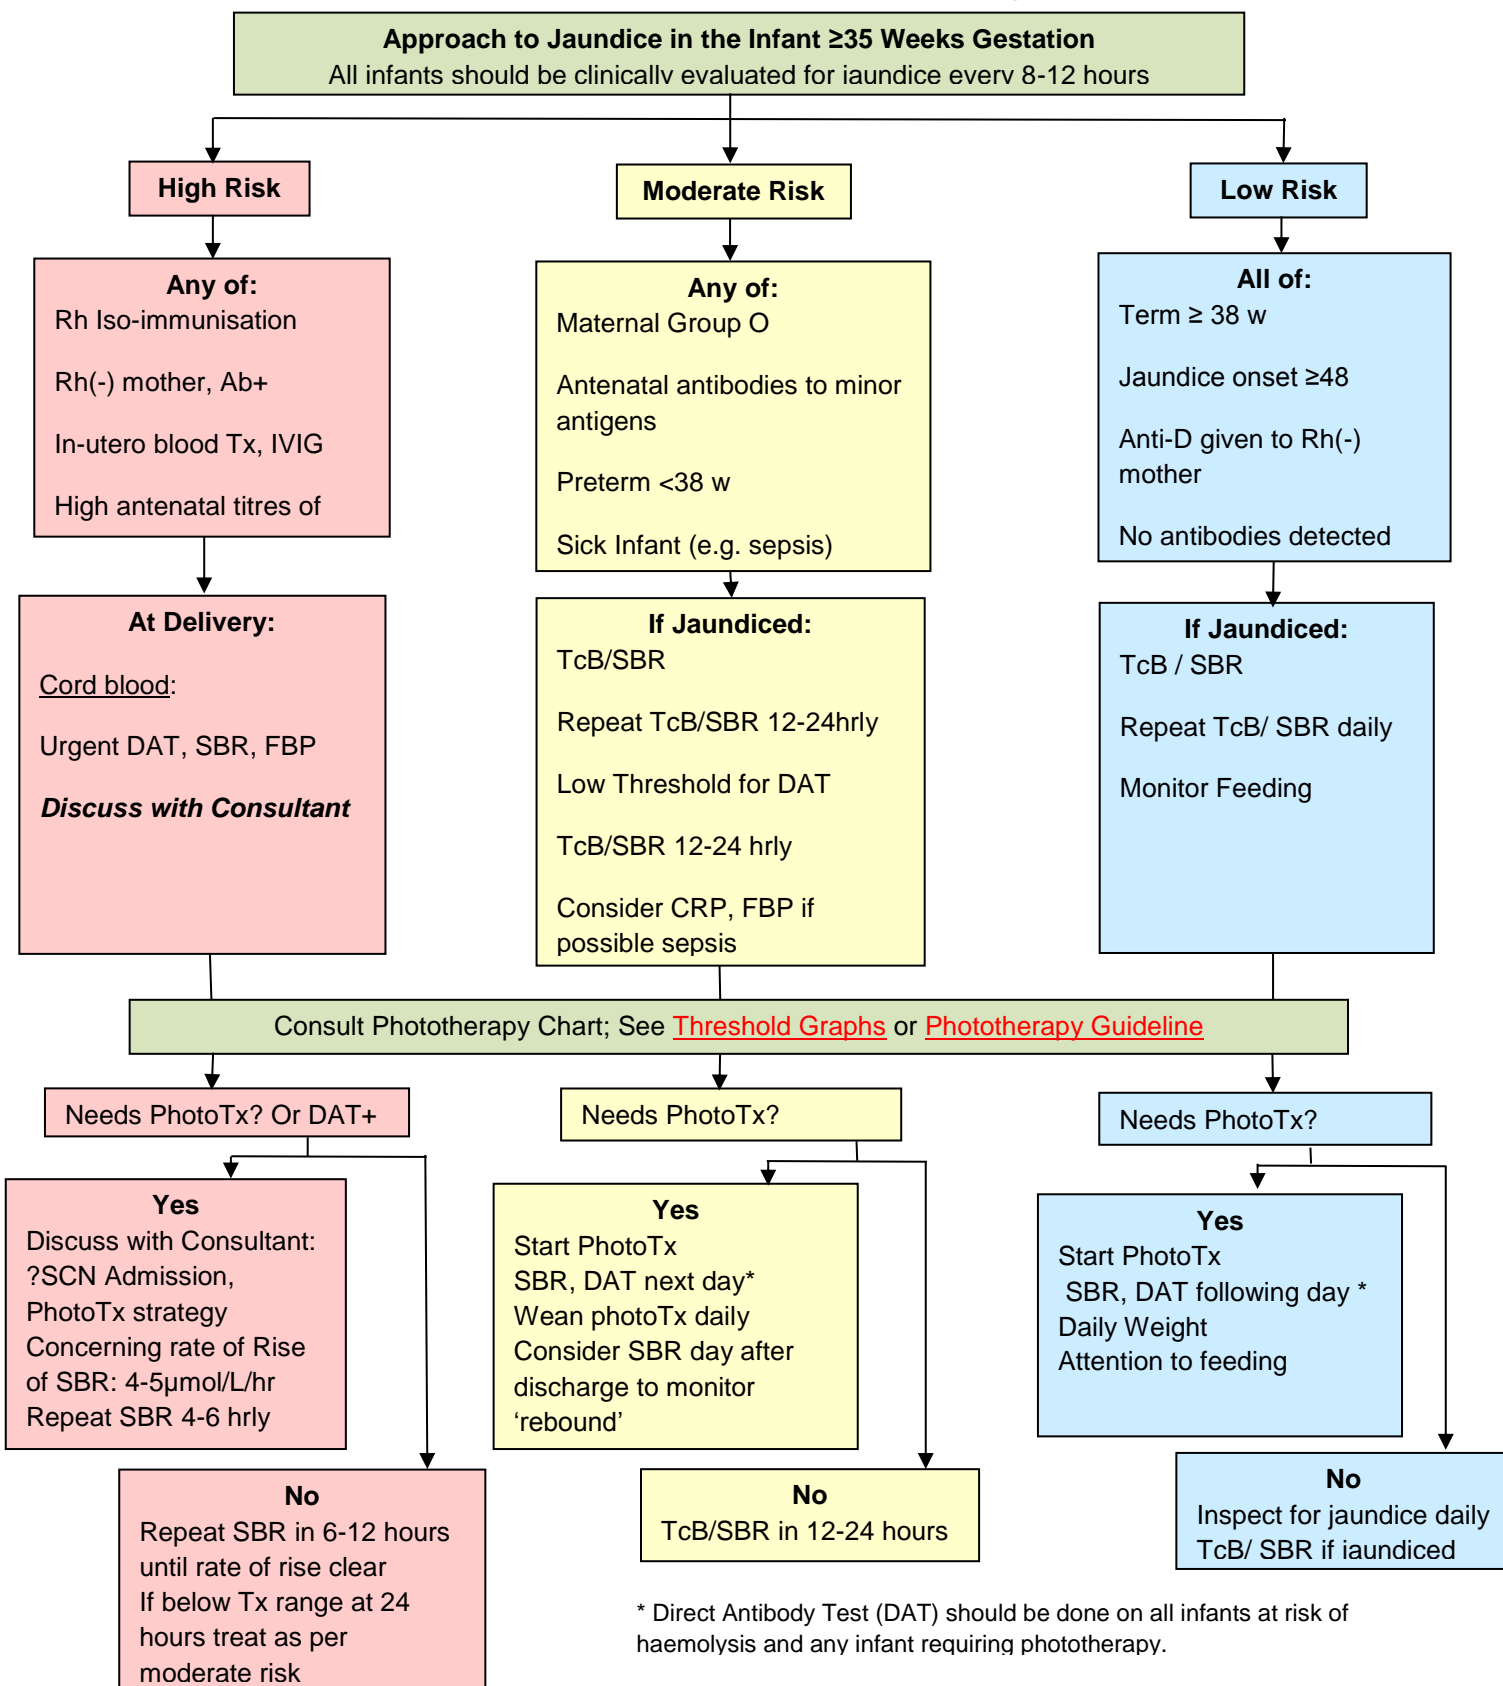 Approach to Jaundice in the Infant ≥35 Weeks Gestation
All infants should be clinically evaluated for jaundice every 8-12 hours
High Risk
Moderate Risk
Low Risk
Any of:
Rh Iso-immunisation
Rh(-) mother, Ab+
In-utero blood Tx, IVIG
High antenatal titres of
Any of:
Maternal Group O
Antenatal antibodies to minor
antigens
Preterm <38 w
Sick Infant (e.g. sepsis)
All of:
Term ≥ 38 w
Jaundice onset ≥48
Anti-D given to Rh(-)
mother
No antibodies detected
At Delivery:
Cord blood:
Urgent DAT, SBR, FBP
Discuss with Consultant
If Jaundiced:
TcB/SBR
Repeat TcB/SBR 12-24hrly
Low Threshold for DAT
TcB/SBR 12-24 hrly
Consider CRP, FBP if
possible sepsis
If Jaundiced:
TcB / SBR
Repeat TcB/ SBR daily
Monitor Feeding
Consult Phototherapy Chart; See Threshold Graphs or Phototherapy Guideline
Needs PhotoTx? Or DAT+
Needs PhotoTx?
Needs PhotoTx?
Yes
Discuss with Consultant:
?SCN Admission,
PhotoTx strategy
Concerning rate of Rise
of SBR: 4-5µmol/L/hr
Repeat SBR 4-6 hrly
Yes
Start PhotoTx
SBR, DAT next day*
Wean photoTx daily
Consider SBR day after
discharge to monitor
‘rebound’
Yes
Start PhotoTx
SBR, DAT following day *
Daily Weight
Attention to feeding
No
Repeat SBR in 6-12 hours
until rate of rise clear
If below Tx range at 24
hours treat as per
moderate risk
No
TcB/SBR in 12-24 hours
No
Inspect for jaundice daily
TcB/ SBR if jaundiced
* Direct Antibody Test (DAT) should be done on all infants at risk of
haemolysis and any infant requiring phototherapy.